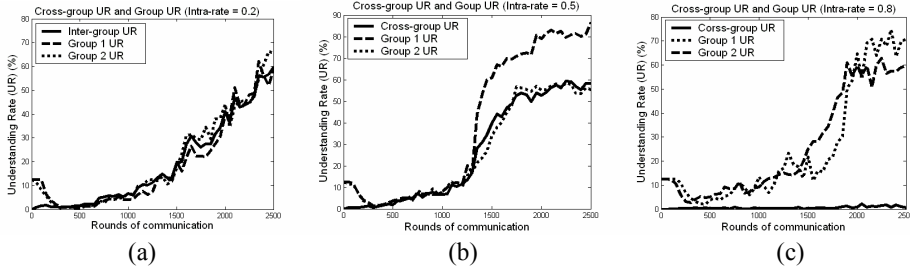 Cross-group UR and Group UR (Intra-rate = 0.2)
Understanding Rate (UR) (%)
70
60
50
40
30
20
10
0
Inter-group UR
Group 1 UR
Group 2 UR
0
500
1000
1500
2000
2500
Rounds of communication
(a)
Cross-group UR and Goup UR (Intra-rate = 0.5)
Understanding Rate (UR) (%)
90
80
70
60
50
40
30
20
10
0
Cross-group UR
Group 1 UR
Group 2 UR
0
500
1000
1500
2000
2500
Rounds of communication
(b)
Cross-group UR and Goup UR (Intra-rate = 0.8)
Understanding Rate (UR) (%)
80
70
60
50
40
30
20
10
0
Corss-group UR
Group 1 UR
Group 2 UR
0
500
1000
1500
2000
2500
Rounds of communication
(c)